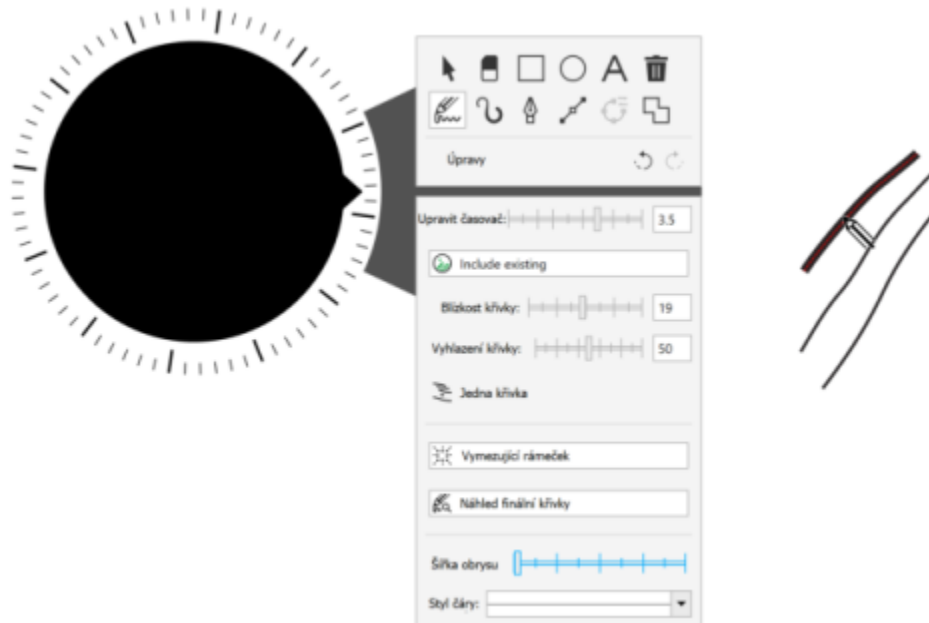 A
Úpravy
Upravit časovač: 3.5
Include existing
Blízkost křivky: 19
Vyhlazení křivky: 50
Jedna křivka
Vymezující rámeček
Náhled finální křivky
Šířka obrysu
Styl čáry: